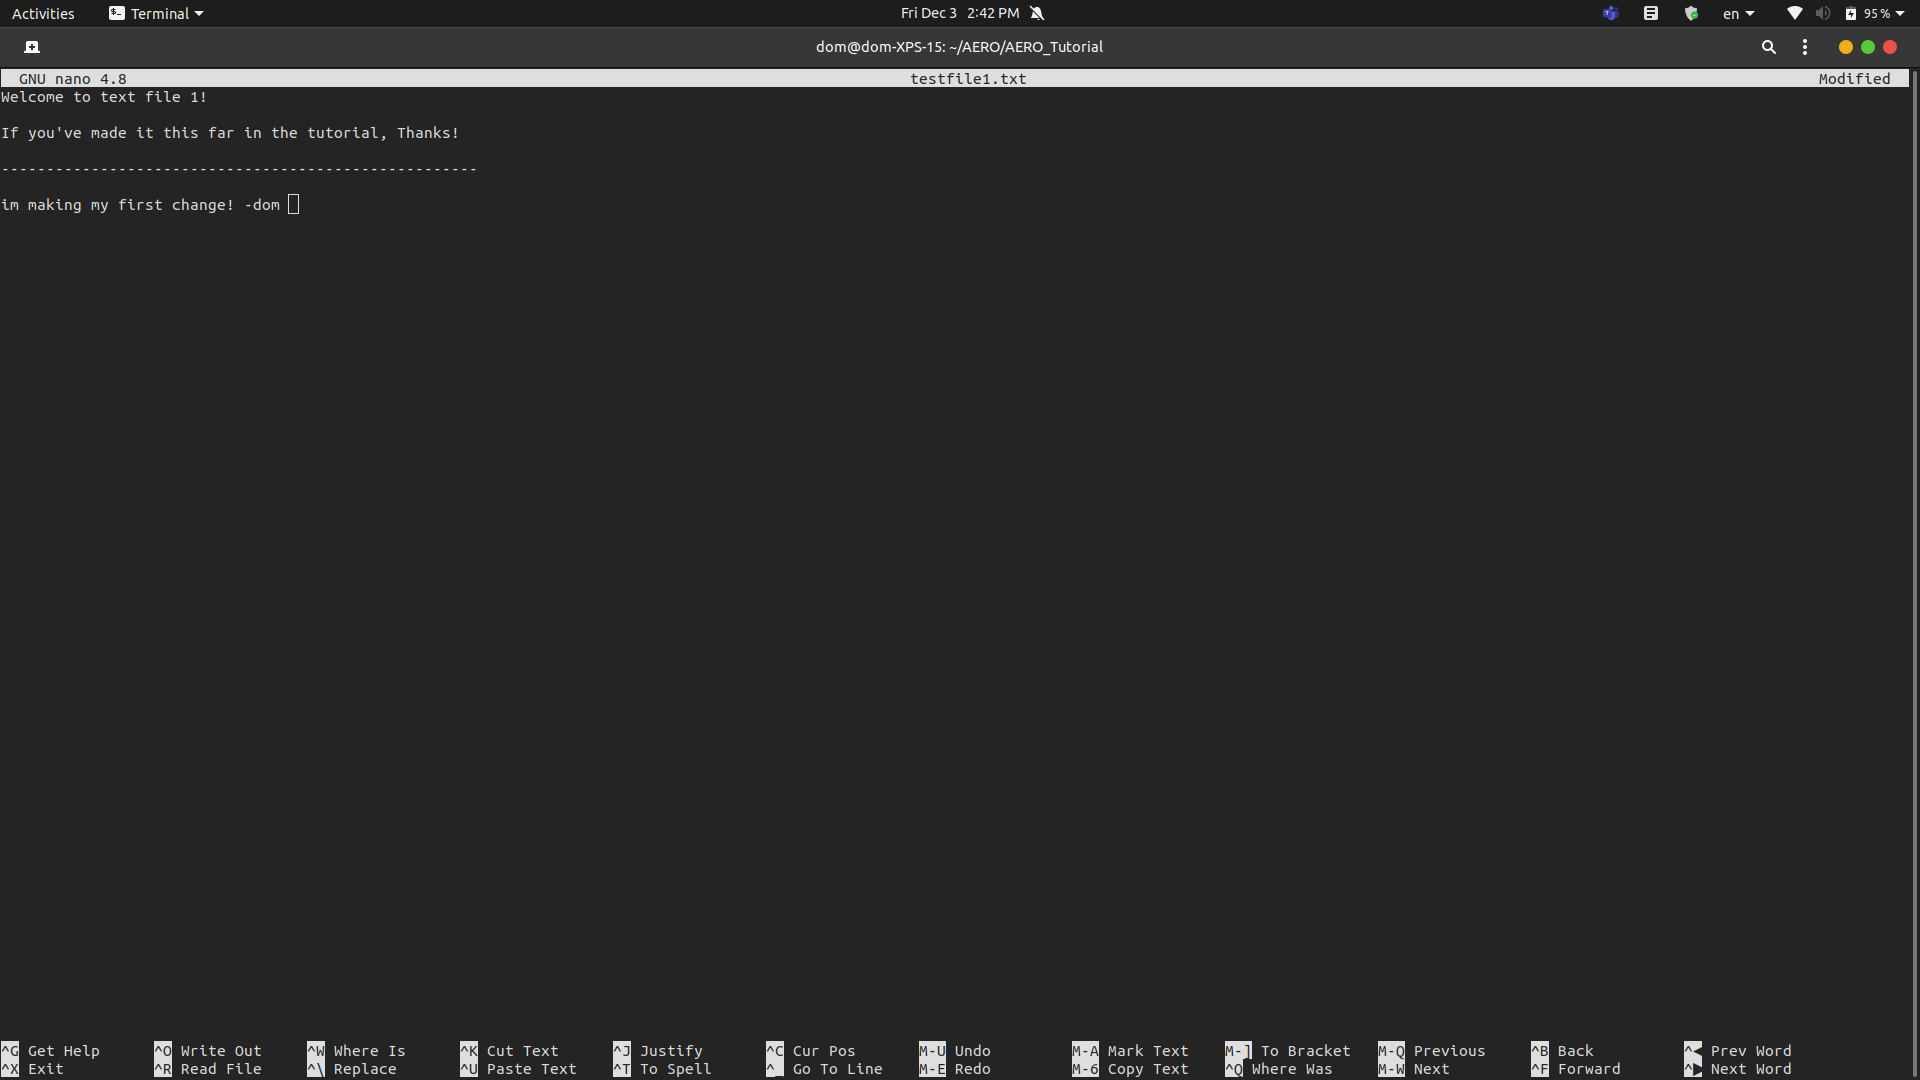 Activities Terminal Fri Dec 3 2:42 PM en 95 %
dom@dom-XPS-15: ~/AERO/AERO_Tutorial
GNU nano 4.8 testfile1.txt Modified
Welcome to text file 1!
If you've made it this far in the tutorial, Thanks!
-----------------------------------------------------
im making my first change! -dom
^G Get Help ^O Write Out ^W Where Is ^K Cut Text ^J Justify ^C Cur Pos M-U Undo M-A Mark Text M-] To Bracket M-Q Previous ^B Back ^◀ Prev Word
^X Exit ^R Read File ^\ Replace ^U Paste Text ^T To Spell ^_ Go To Line M-E Redo M-6 Copy Text ^Q Where Was M-W Next ^F Forward ^▶ Next Word